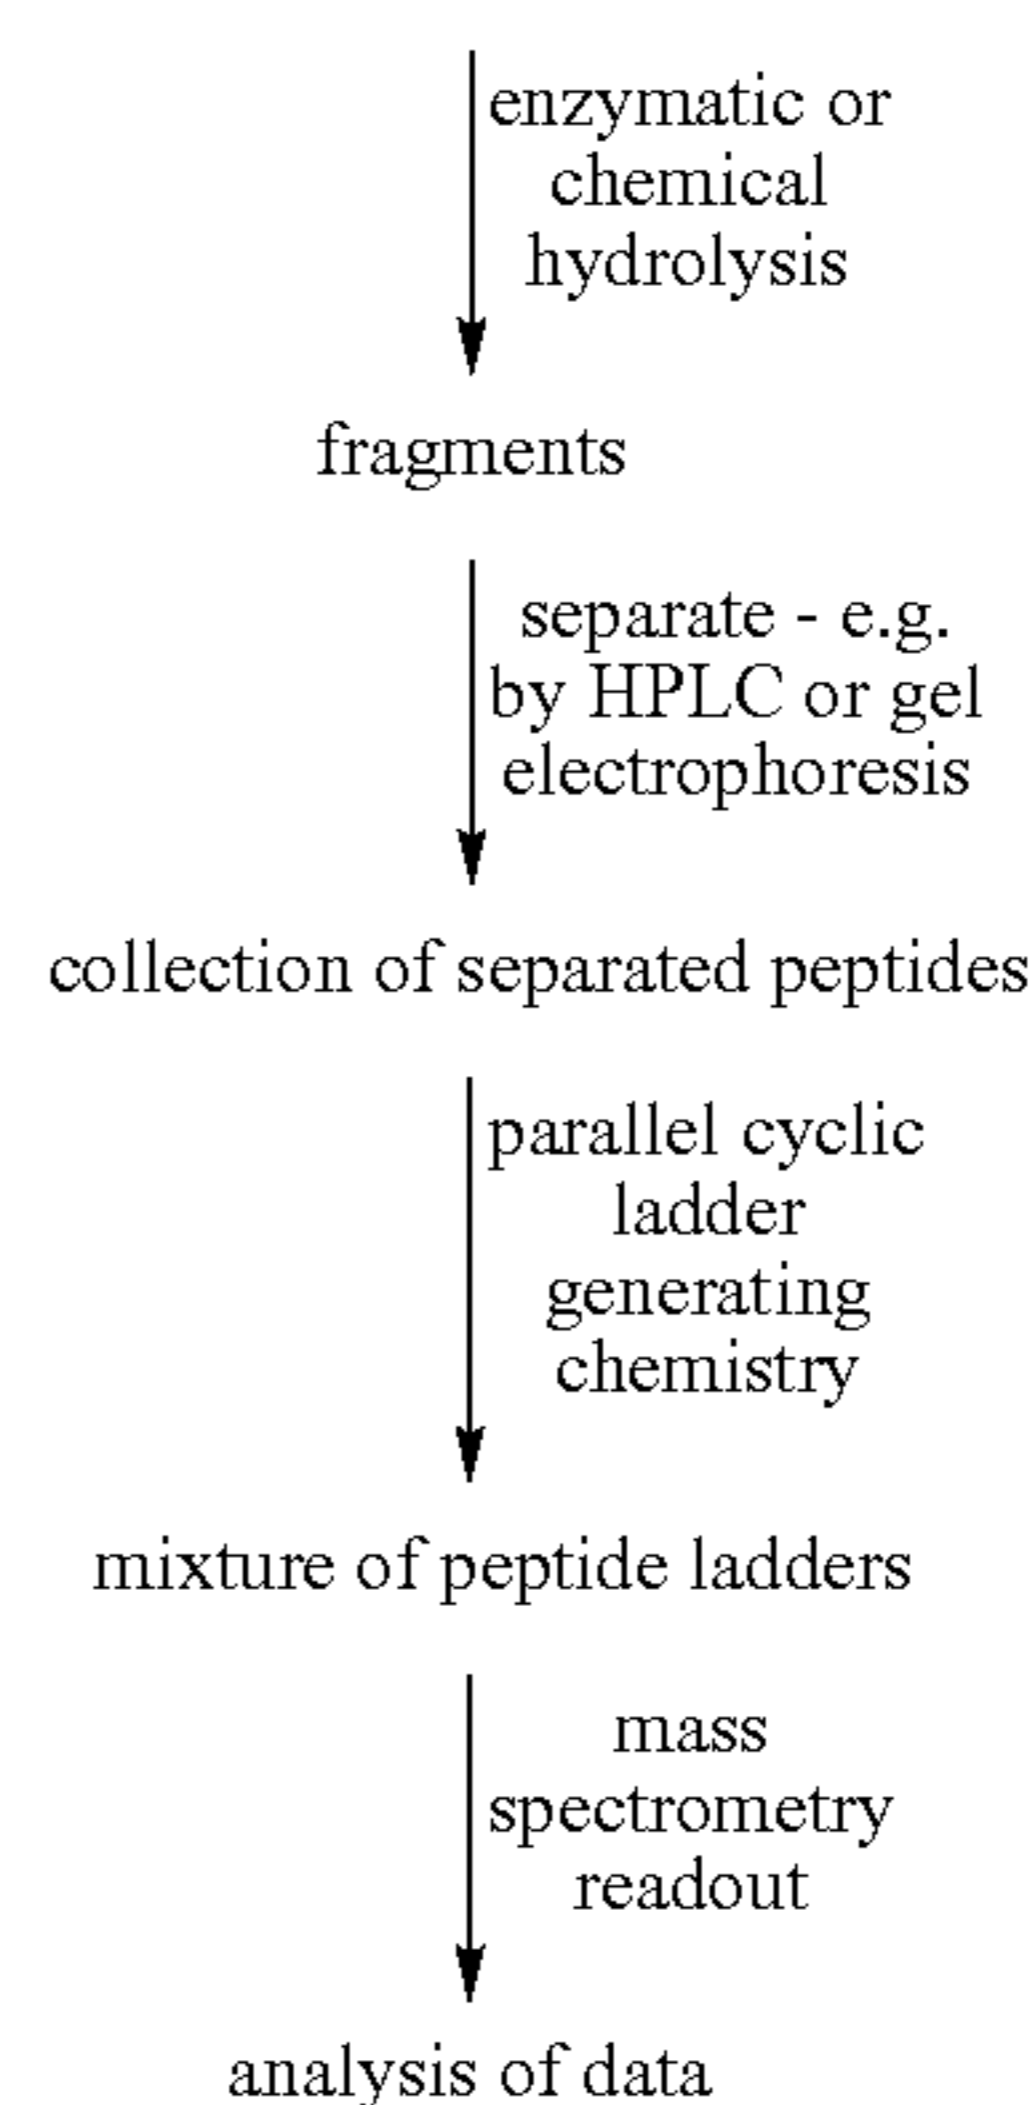 enzymatic or
chemical
hydrolysis
fragments
separate - e.g.
by HPLC or gel
electrophoresis
collection of separated peptides
parallel cyclic
ladder
generating
chemistry
mixture of peptide ladders
mass
spectrometry
readout
analysis of data